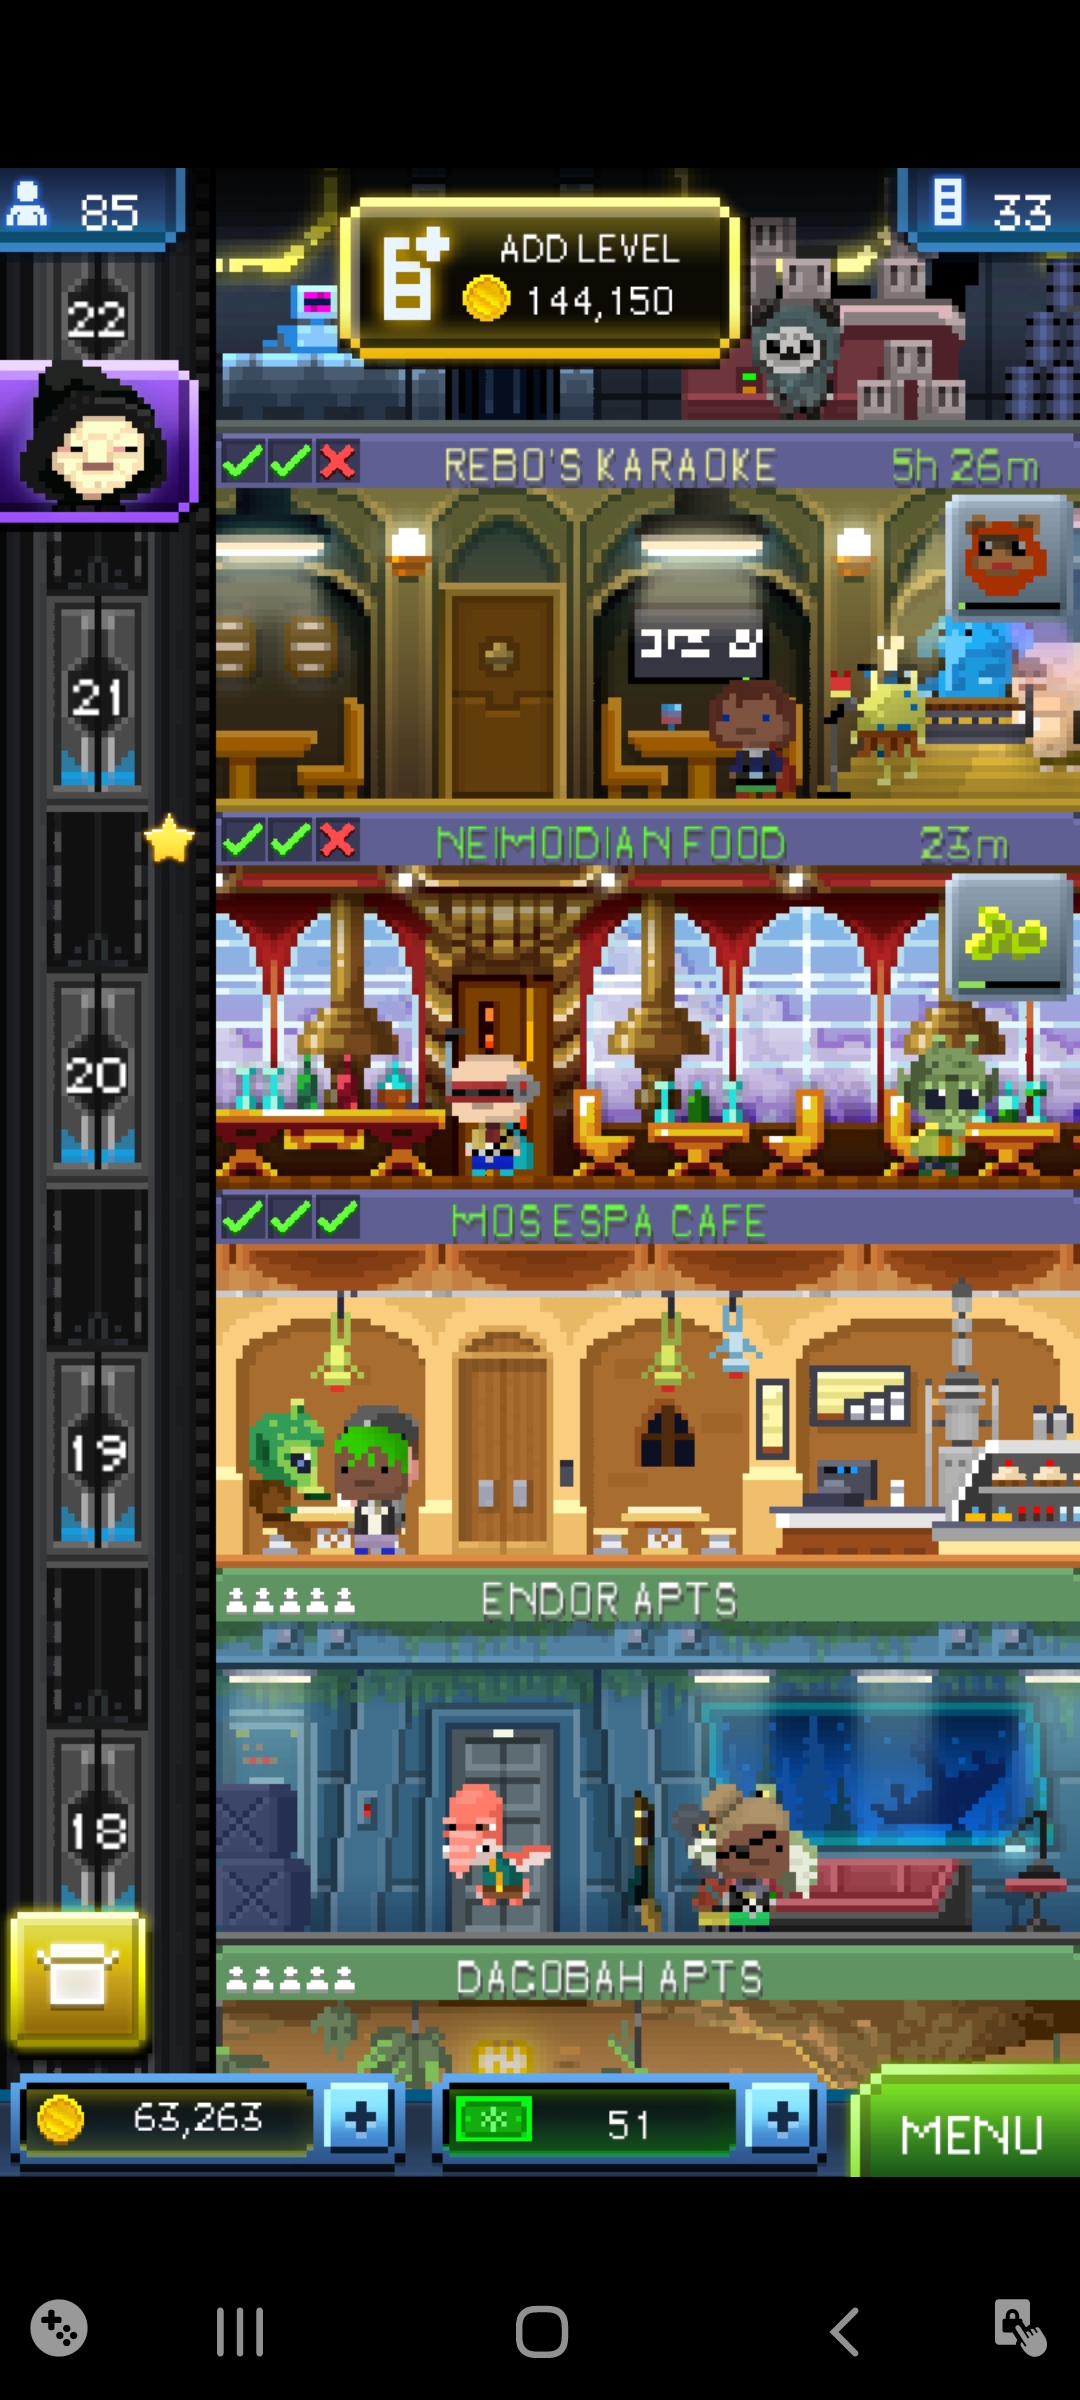 85
ADD LEVEL
144,150
33
22
REBO'S KARAOKE
5h 26m
21
NEIMOIDIAN FOOD
23m
20
MOS ESPA CAFE
19
ENDOR APTS
18
DAGOBAH APTS
63,263
51
MENU